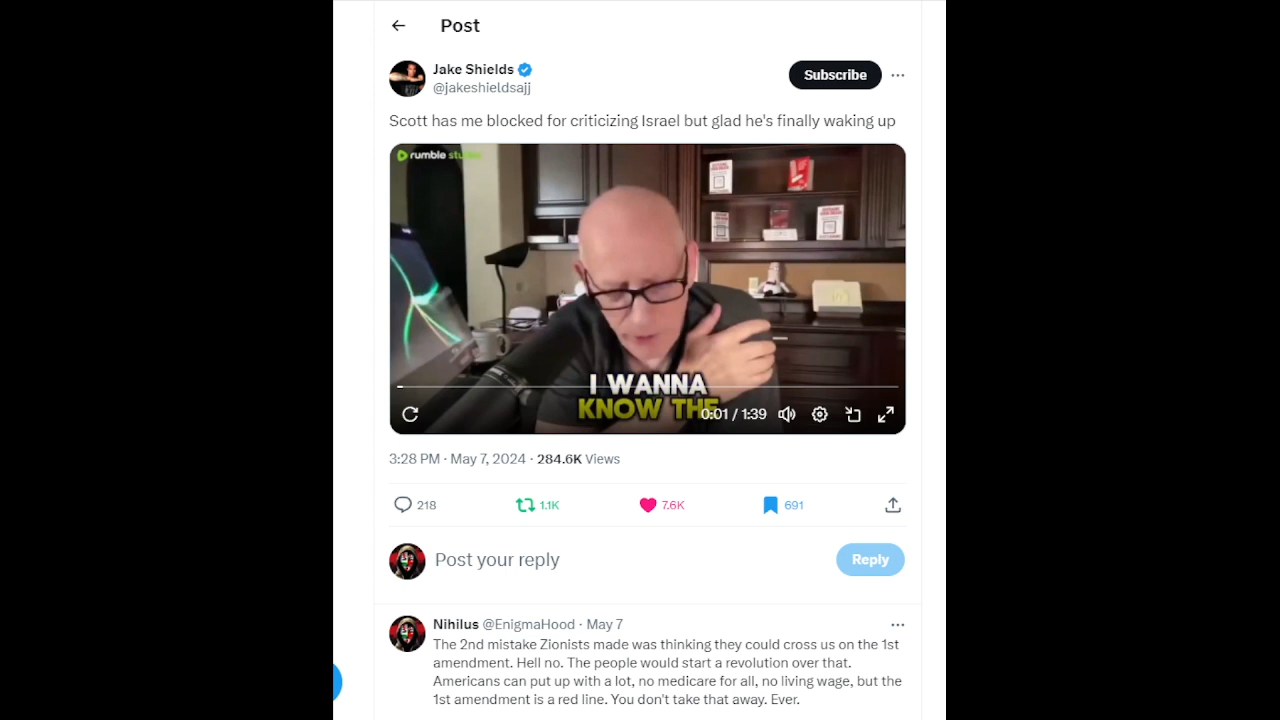 Post
Jake Shields
@jakeshieldsajj
Subscribe
Scott has me blocked for criticizing Israel but glad he's finally waking up
rumble studio
I WANNA
KNOW THE
0:01 / 1:39
3:28 PM · May 7, 2024 · 284.6K Views
218 1.1K 7.6K 691
Post your reply
Reply
Nihilus @EnigmaHood · May 7
The 2nd mistake Zionists made was thinking they could cross us on the 1st
amendment. Hell no. The people would start a revolution over that.
Americans can put up with a lot, no medicare for all, no living wage, but the
1st amendment is a red line. You don't take that away. Ever.